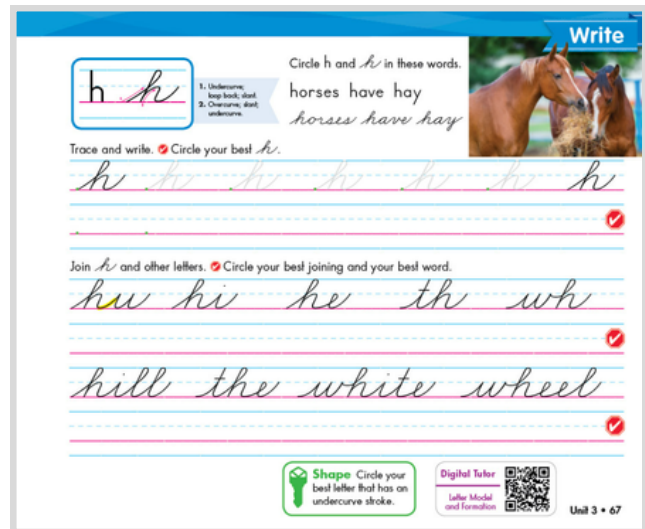 Write
Circle h and h in these words.
h h
1. Undercurve;
loop back; slant.
2. Overcurve; slant;
undercurve.
horses have hay
horses have hay
Trace and write. Circle your best h.
h h h h h h h
Join h and other letters. Circle your best joining and your best word.
hu hi he th wh
hill the white wheel
Shape Circle your
best letter that has an
undercurve stroke.
Digital Tutor
Letter Model
and Formation
Unit 3 • 67